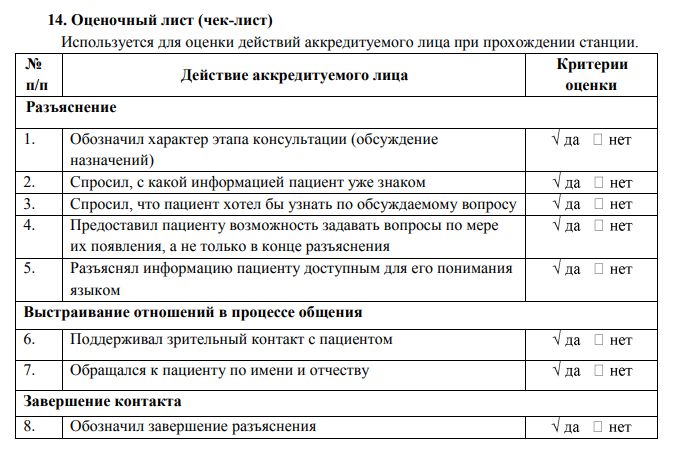 14. Оценочный лист (чек-лист)
Используется для оценки действий аккредитуемого лица при прохождении станции.
№ п/п Действие аккредитуемого лица Критерии оценки
Разъяснение
1. Обозначил характер этапа консультации (обсуждение √ да □ нет
назначений)
2. Спросил, с какой информацией пациент уже знаком √ да □ нет
3. Спросил, что пациент хотел бы узнать по обсуждаемому вопросу √ да □ нет
4. Предоставил пациенту возможность задавать вопросы по мере √ да □ нет
их появления, а не только в конце разъяснения
5. Разъяснял информацию пациенту доступным для его понимания √ да □ нет
языком
Выстраивание отношений в процессе общения
6. Поддерживал зрительный контакт с пациентом √ да □ нет
7. Обращался к пациенту по имени и отчеству √ да □ нет
Завершение контакта
8. Обозначил завершение разъяснения √ да □ нет